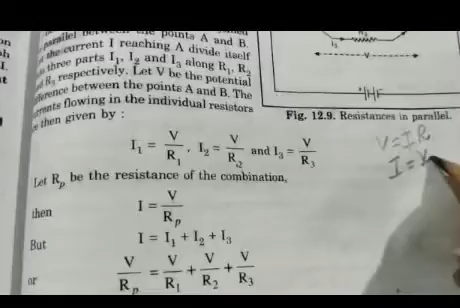 parallel between the points A and B.
the current I reaching A divide itself
three parts I₁, I₂ and I₃ along R₁, R₂
R₃ respectively. Let V be the potential
difference between the points A and B. The
currents flowing in the individual resistors
then given by :
I₁ = V/R₁, I₂ = V/R₂ and I₃ = V/R₃
Let Rₚ be the resistance of the combination,
then I = V/Rₚ
But I = I₁ + I₂ + I₃
or V/Rₚ = V/R₁ + V/R₂ + V/R₃
R₃
I₃
V
Fig. 12.9. Resistances in parallel.
V=IR
I=V